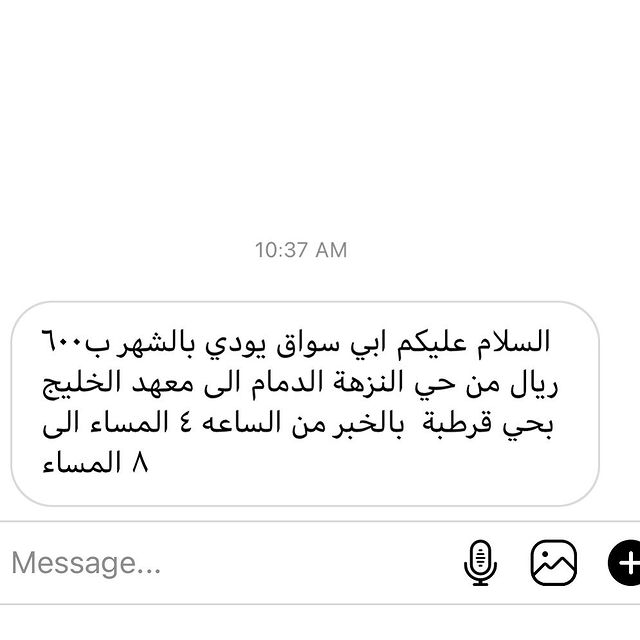 10:37 AM
السلام عليكم ابي سواق يودي بالشهر ب٦٠٠
ريال من حي النزهة الدمام الى معهد الخليج
بحي قرطبة  بالخبر من الساعه ٤ المساء الى
٨ المساء
Message...